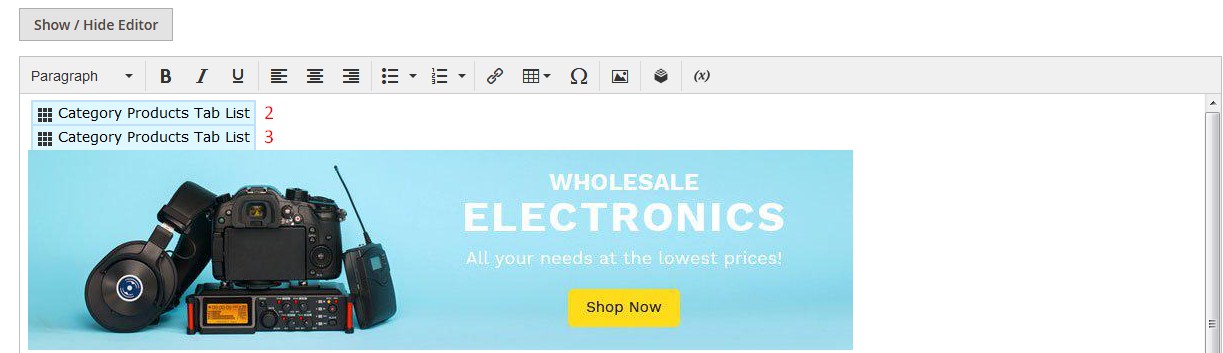 Show / Hide Editor
Paragraph B I U Ω (x)
Category Products Tab List 2
Category Products Tab List 3
WHOLESALE
ELECTRONICS
All your needs at the lowest prices!
Shop Now